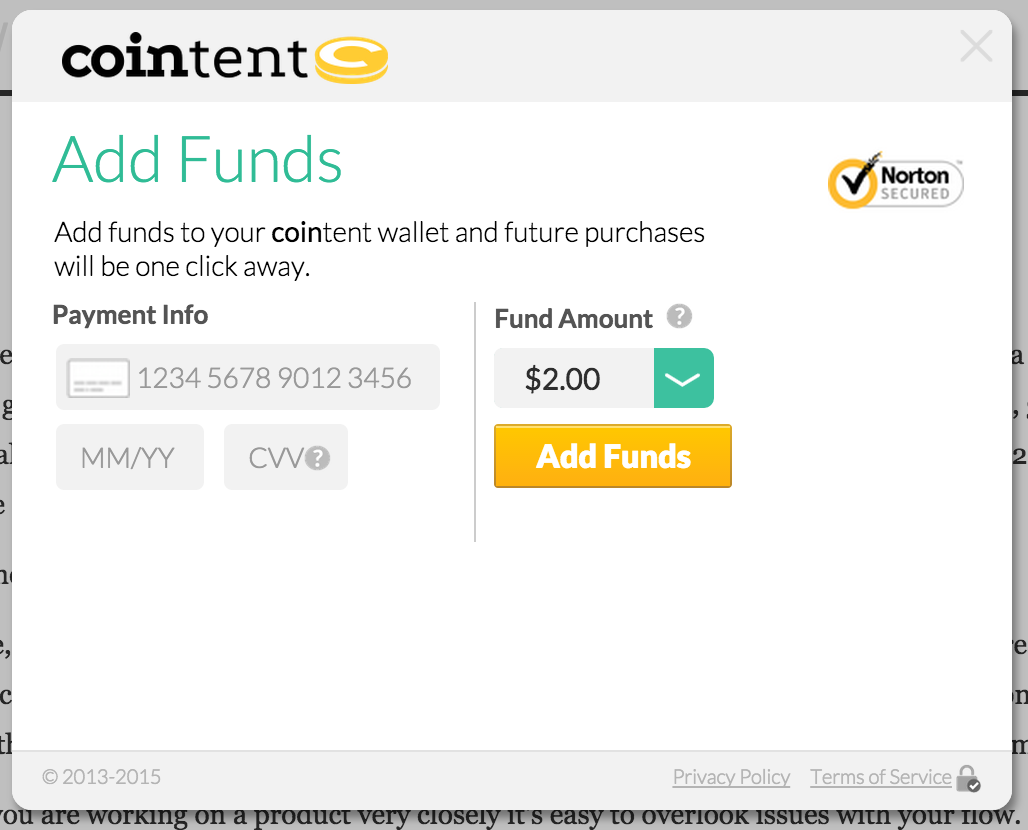 cointent
Add Funds
Norton
SECURED
Add funds to your cointent wallet and future purchases
will be one click away.
Payment Info
Fund Amount ?
1234 5678 9012 3456
$2.00
MM/YY
CVV ?
Add Funds
© 2013-2015
Privacy Policy
Terms of Service
you are working on a product very closely it's easy to overlook issues with your flow.